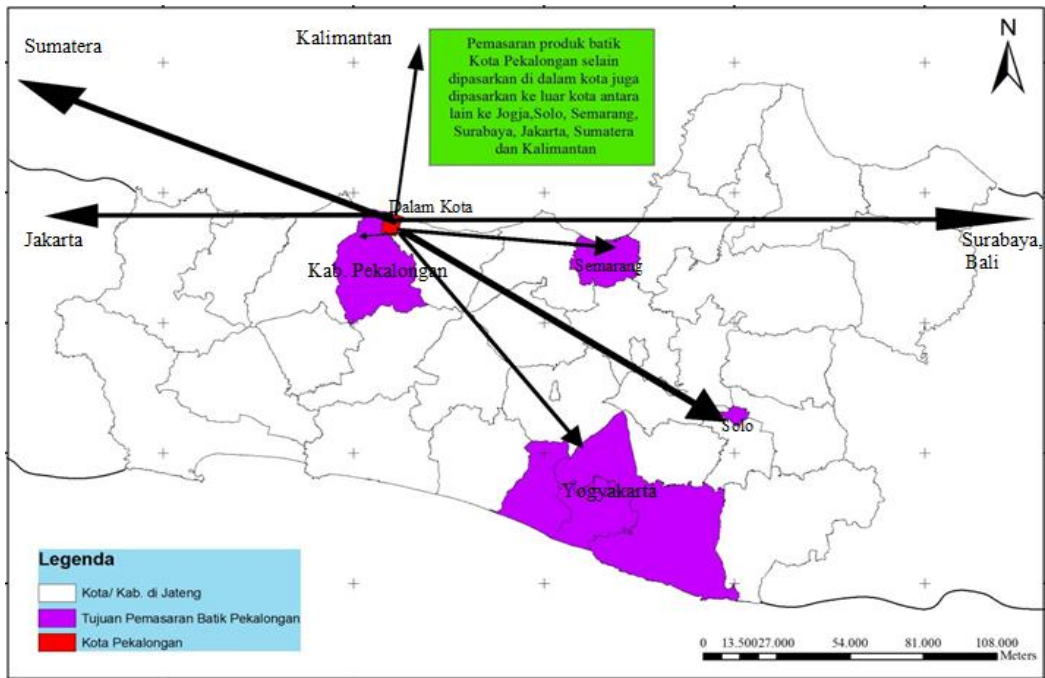 Sumatera
Kalimantan
Pemasaran produk batik
Kota Pekalongan selain
dipasarkan di dalam kota juga
dipasarkan ke luar kota antara
lain ke Jogja,Solo, Semarang,
Surabaya, Jakarta, Sumatera
dan Kalimantan
N
Dalam Kota
Jakarta
Surabaya,
Bali
Kab. Pekalongan
Semarang
Solo
Yogyakarta
Legenda
Kota/ Kab. di Jateng
Tujuan Pemasaran Batik Pekalongan
Kota Pekalongan
0 13.50027.000 54.000 81.000 108.000
Meters